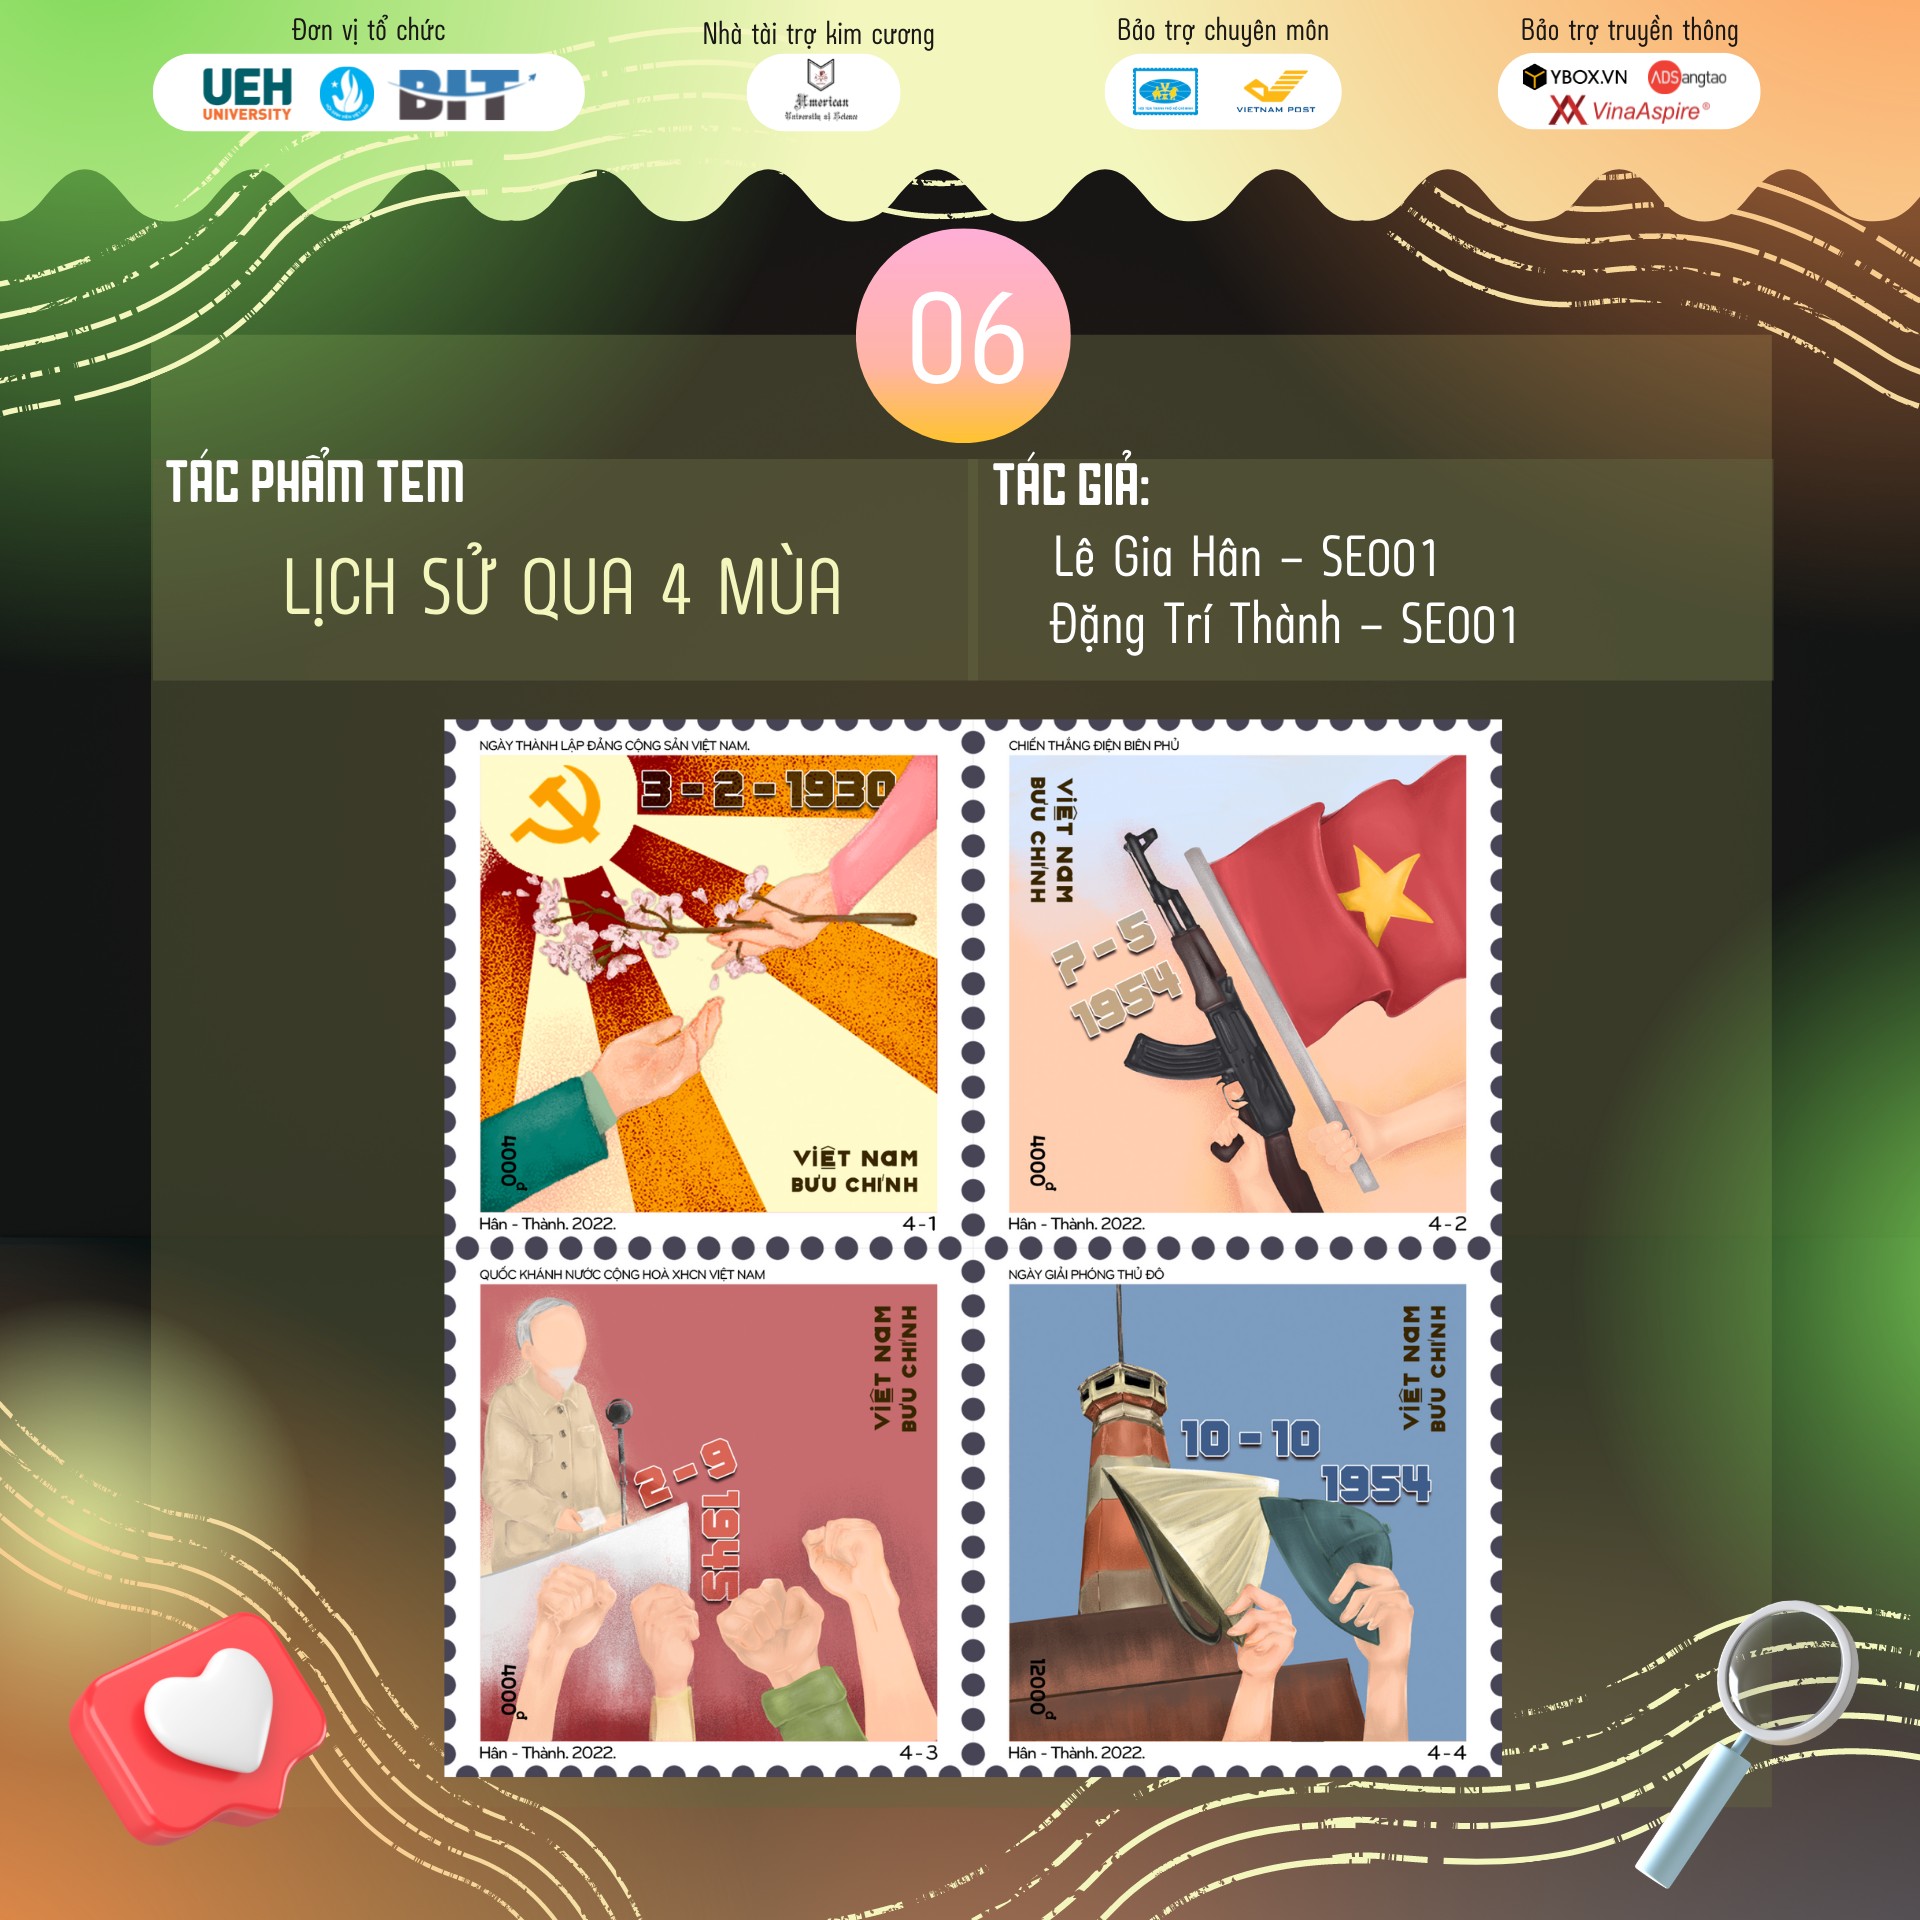 Đơn vị tổ chức
Nhà tài trợ kim cương
Bảo trợ chuyên môn
Bảo trợ truyền thông
UEH
UNIVERSITY
BIT
American
University of Science
VIETNAM POST
YBOX.VN
ADSangtao
VinaAspire®
06
TÁC PHẨM TEM
LỊCH SỬ QUA 4 MÙA
TÁC GIẢ:
Lê Gia Hân – SE001
Đặng Trí Thành – SE001
NGÀY THÀNH LẬP ĐẢNG CỘNG SẢN VIỆT NAM.
3-2-1930
4000đ
VIỆT NAM
BƯU CHÍNH
Hân - Thành. 2022.
4-1
CHIẾN THẮNG ĐIỆN BIÊN PHỦ
VIỆT NAM
BƯU CHÍNH
7-5
1954
4000đ
Hân - Thành. 2022.
4-2
QUỐC KHÁNH NƯỚC CỘNG HOÀ XHCN VIỆT NAM
VIỆT NAM
BƯU CHÍNH
2-9
1945
4000đ
Hân - Thành. 2022.
4-3
NGÀY GIẢI PHÓNG THỦ ĐÔ
VIỆT NAM
BƯU CHÍNH
10-10
1954
12000đ
Hân - Thành. 2022.
4-4